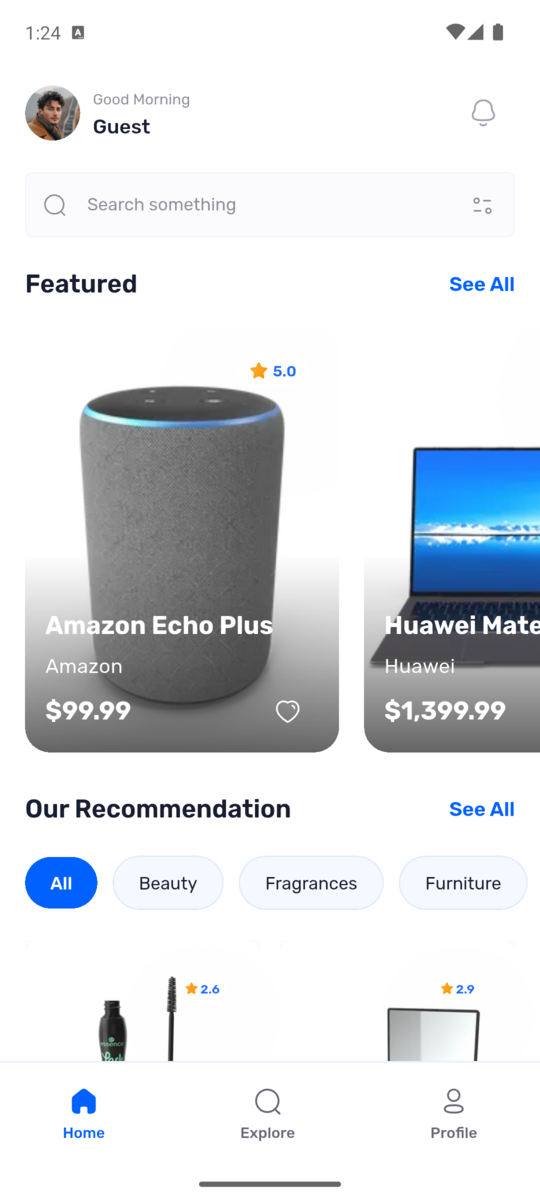 1:24
Good Morning
Guest
Search something
Featured
See All
5.0
Amazon Echo Plus
Amazon
$99.99
Huawei Mate
Huawei
$1,399.99
Our Recommendation
See All
All
Beauty
Fragrances
Furniture
2.6
2.9
essence
Home
Explore
Profile